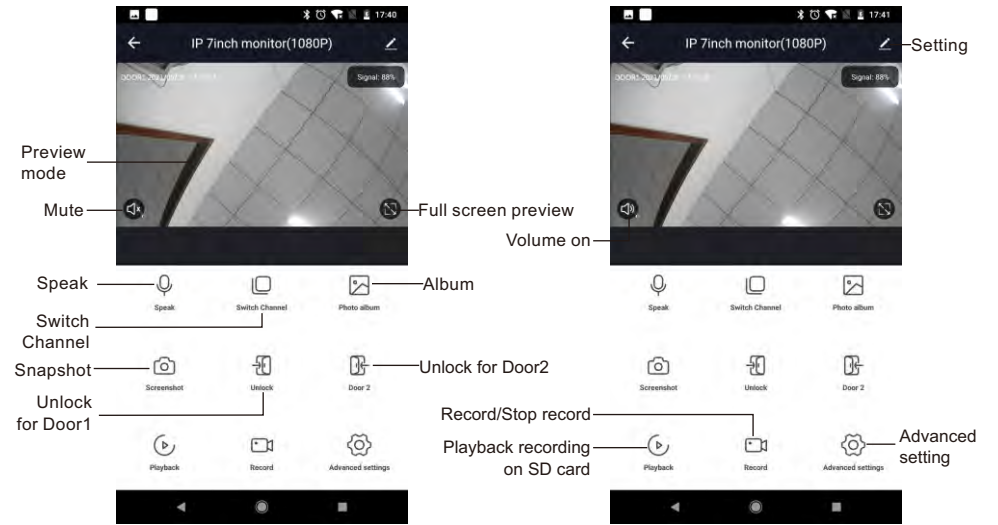 17:40
IP 7inch monitor(1080P)
Signal: 88%
Preview
mode
Mute
Full screen preview
Speak
Album
Speak
Switch Channel
Photo album
Switch
Channel
Snapshot
Unlock for Door2
Screenshot
Unlock
Door 2
Unlock
for Door1
Playback
Record
Advanced settings
17:41
IP 7inch monitor(1080P)
Setting
Signal: 88%
Volume on
Speak
Switch Channel
Photo album
Screenshot
Unlock
Door 2
Record/Stop record
Playback recording
on SD card
Advanced
setting
Playback
Record
Advanced settings